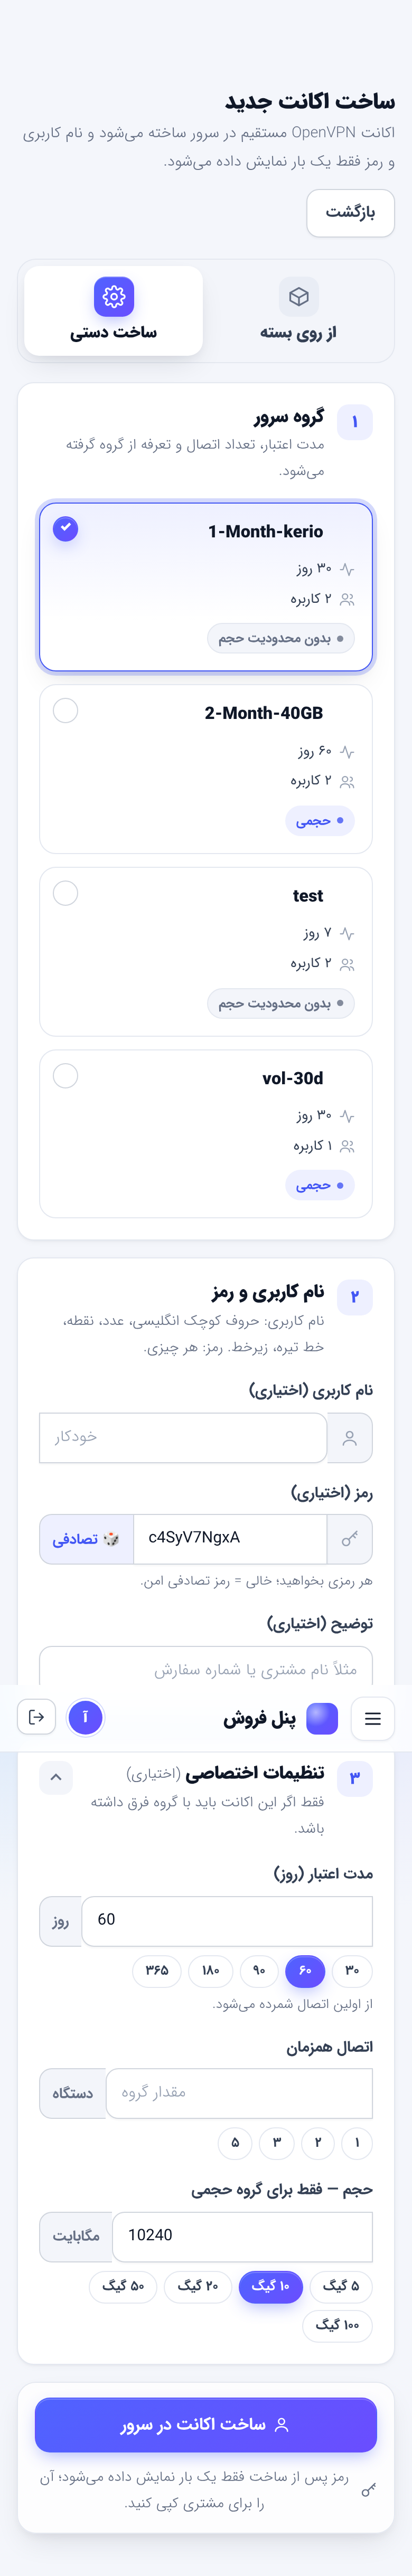 ساخت اکانت جدید
اکانت OpenVPN مستقیم در سرور ساخته می‌شود و نام کاربری
و رمز فقط یک بار نمایش داده می‌شود.
بازگشت
از روی بسته
ساخت دستی
۱
گروه سرور
مدت اعتبار، تعداد اتصال و تعرفه از گروه گرفته
می‌شود.
1-Month-kerio
۳۰ روز
۲ کاربره
بدون محدودیت حجم
2-Month-40GB
۶۰ روز
۲ کاربره
حجمی
test
۷ روز
۲ کاربره
بدون محدودیت حجم
vol-30d
۳۰ روز
۱ کاربره
حجمی
۲
نام کاربری و رمز
نام کاربری: حروف کوچک انگلیسی، عدد، نقطه،
خط تیره، زیرخط. رمز: هر چیزی.
نام کاربری (اختیاری)
خودکار
رمز (اختیاری)
c4SyV7NgxA
🎲 تصادفی
هر رمزی بخواهید؛ خالی = رمز تصادفی امن.
توضیح (اختیاری)
مثلاً نام مشتری یا شماره سفارش
پنل فروش
آ
۳
تنظیمات اختصاصی (اختیاری)
فقط اگر این اکانت باید با گروه فرق داشته
باشد.
مدت اعتبار (روز)
60
روز
۳۰
۶۰
۹۰
۱۸۰
۳۶۵
از اولین اتصال شمرده می‌شود.
اتصال همزمان
مقدار گروه
دستگاه
۱
۲
۳
۵
حجم — فقط برای گروه حجمی
10240
مگابایت
۵ گیگ
۱۰ گیگ
۲۰ گیگ
۵۰ گیگ
۱۰۰ گیگ
ساخت اکانت در سرور
رمز پس از ساخت فقط یک بار نمایش داده می‌شود؛ آن
را برای مشتری کپی کنید.